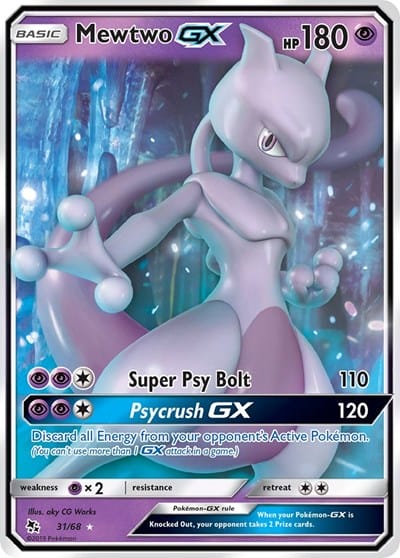 BASIC Mewtwo GX HP 180
Super Psy Bolt 110
Psycrush GX 120
Discard all Energy from your opponent's Active Pokémon.
(You can't use more than 1 GX attack in a game.)
weakness ×2 resistance retreat
Illus. aky CG Works
Pokémon-GX rule
When your Pokémon-GX is
Knocked Out, your opponent takes 2 Prize cards.
31/68
©2019 Pokémon